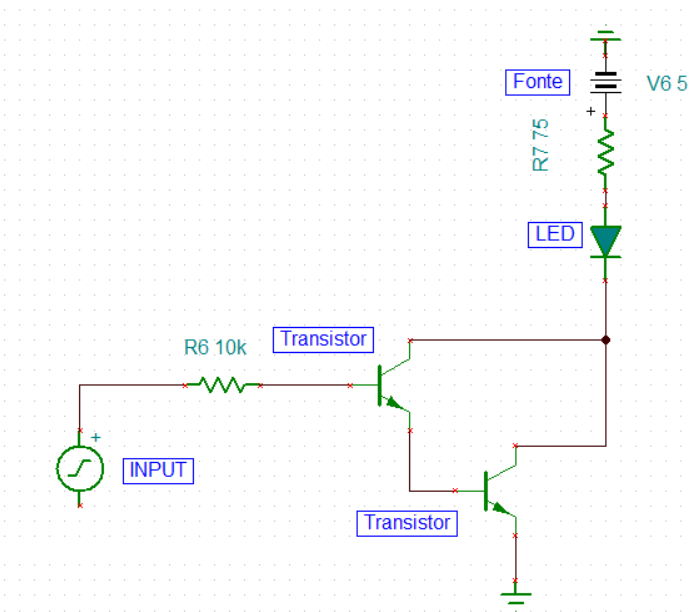 Fonte
V6 5
R7 75
LED
Transistor
R6 10k
INPUT
Transistor